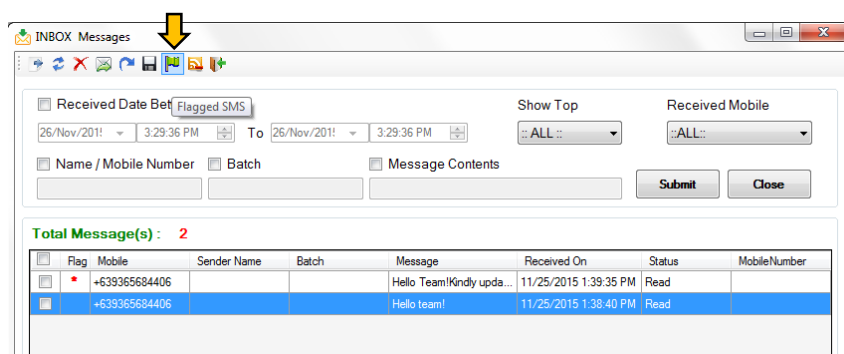 INBOX Messages
Flagged SMS
Received Date Bet
Show Top
Received Mobile
26/Nov/201
3:29:36 PM
To
26/Nov/201
3:29:36 PM
:: ALL ::
::ALL::
Name / Mobile Number
Batch
Message Contents
Submit
Close
Total Message(s) : 2
Flag Mobile Sender Name Batch Message Received On Status MobileNumber
* +639365684406 Hello Team!Kindly upda... 11/25/2015 1:39:35 PM Read
+639365684406 Hello team! 11/25/2015 1:38:40 PM Read